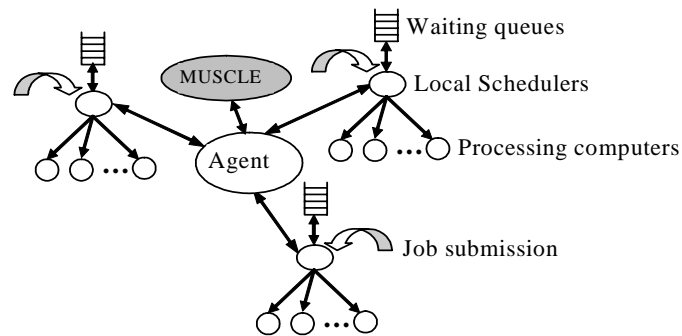 Waiting queues
MUSCLE
Local Schedulers
Agent
Processing computers
Job submission